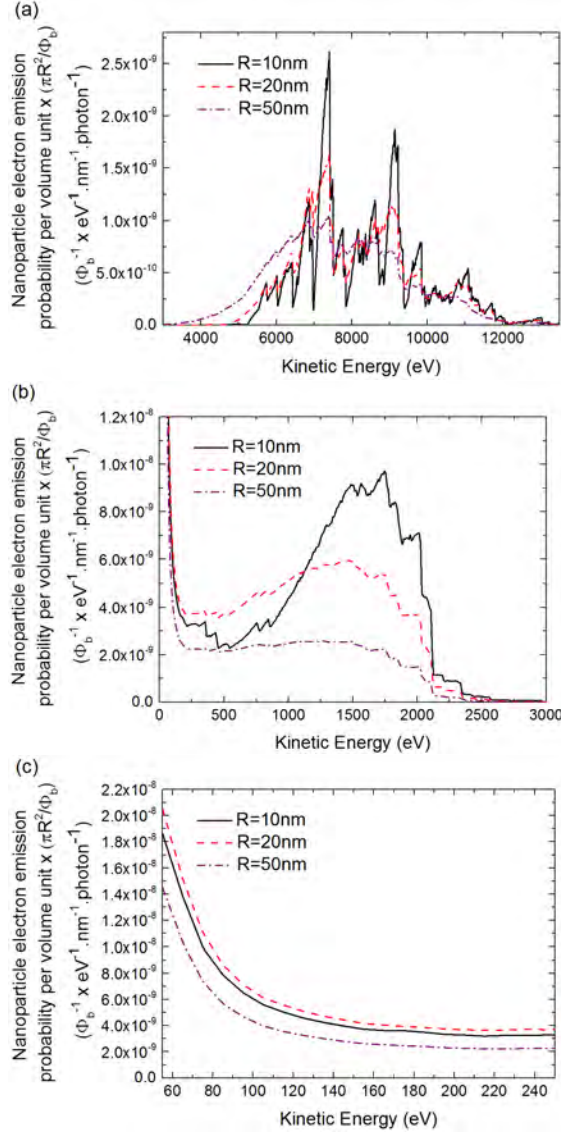 (a)
Nanoparticle electron emission
probability per volume unit x (πR²/Φb)
(Φb⁻¹ x eV⁻¹.nm⁻¹.photon⁻¹)
R=10nm
R=20nm
R=50nm
2.5x10⁻⁹
2.0x10⁻⁹
1.5x10⁻⁹
1.0x10⁻⁹
5.0x10⁻¹⁰
0.0
4000 6000 8000 10000 12000
Kinetic Energy (eV)
(b)
Nanoparticle electron emission
probability per volume unit x (πR²/Φb)
(Φb⁻¹ x eV⁻¹.nm⁻¹.photon⁻¹)
R=10nm
R=20nm
R=50nm
1.2x10⁻⁸
1.0x10⁻⁸
8.0x10⁻⁹
6.0x10⁻⁹
4.0x10⁻⁹
2.0x10⁻⁹
0.0
0 500 1000 1500 2000 2500 3000
Kinetic Energy (eV)
(c)
Nanoparticle electron emission
probability per volume unit x (πR²/Φb)
(Φb⁻¹ x eV⁻¹.nm⁻¹.photon⁻¹)
R=10nm
R=20nm
R=50nm
2.2x10⁻⁸
2.0x10⁻⁸
1.8x10⁻⁸
1.6x10⁻⁸
1.4x10⁻⁸
1.2x10⁻⁸
1.0x10⁻⁸
8.0x10⁻⁹
6.0x10⁻⁹
4.0x10⁻⁹
2.0x10⁻⁹
0.0
60 80 100 120 140 160 180 200 220 240
Kinetic Energy (eV)